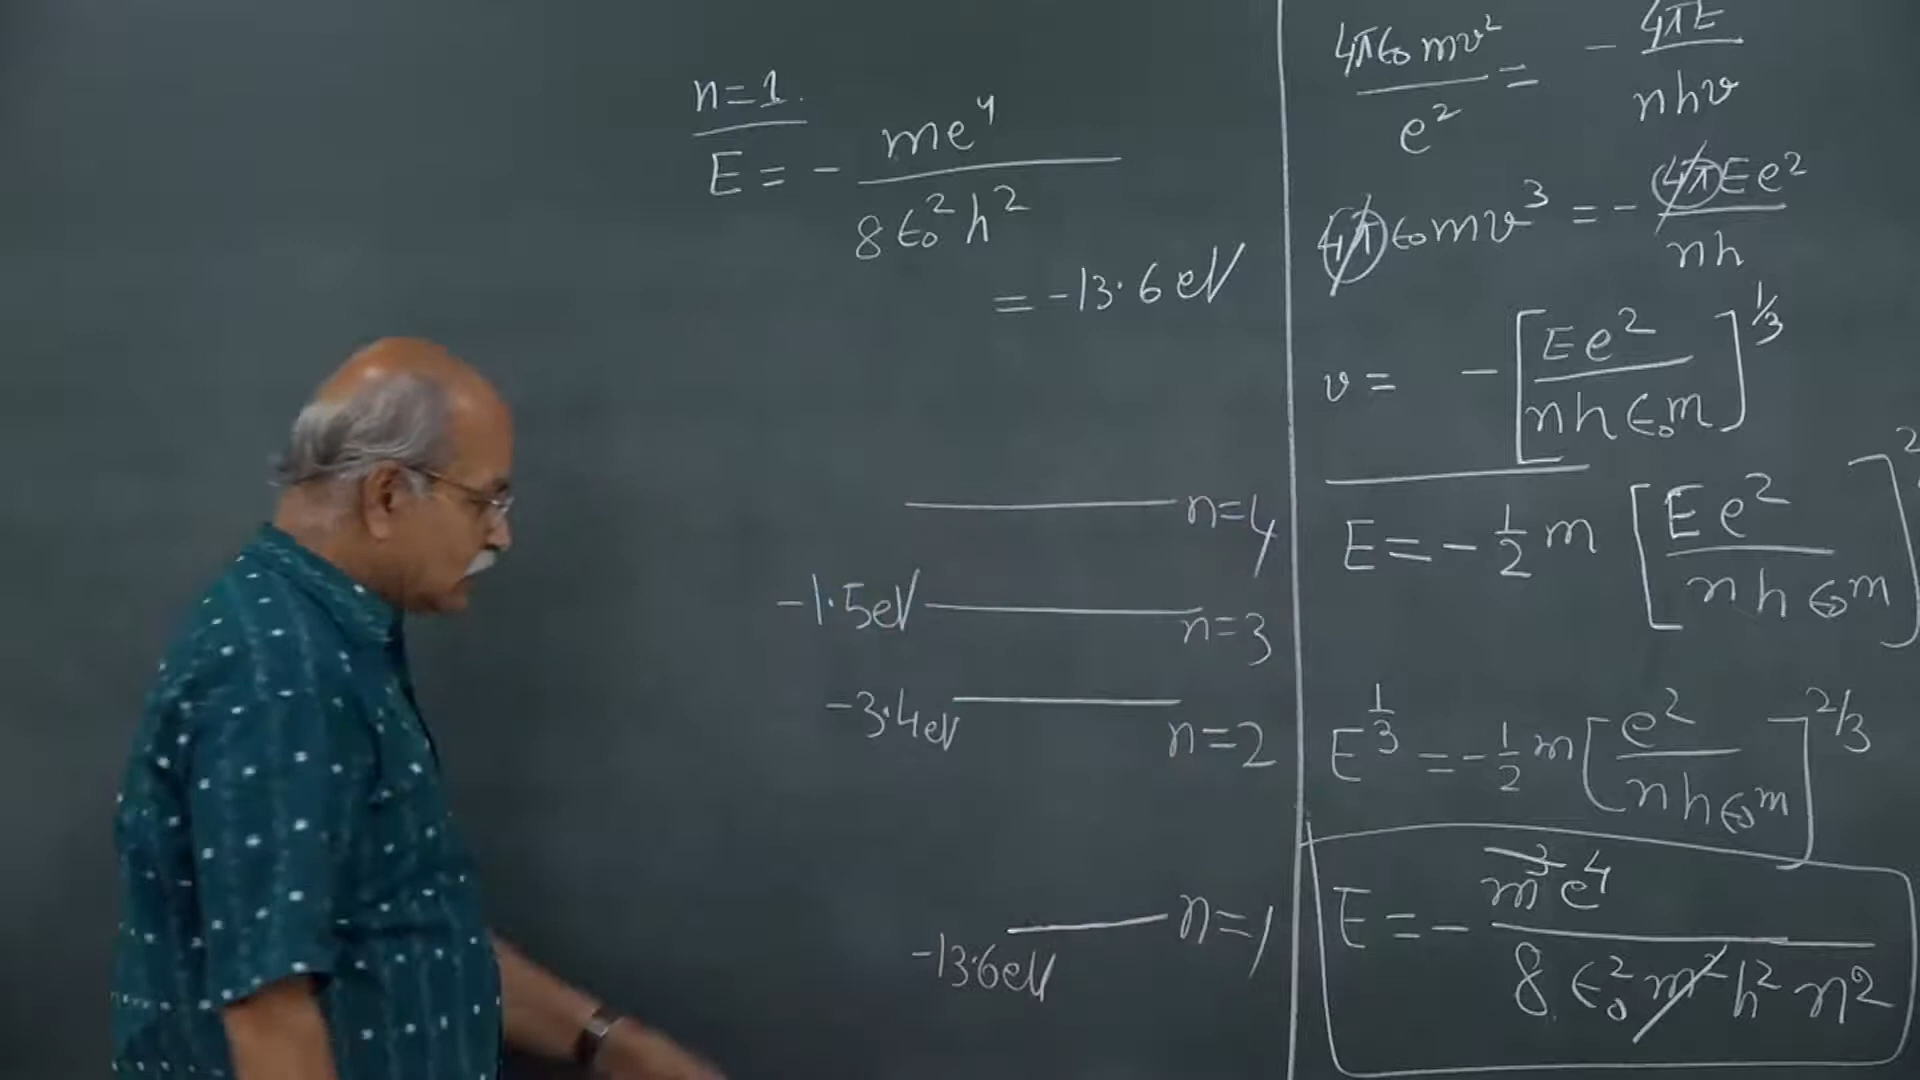 n=1.
E = - me⁴ / 8ϵ₀²h²
= -13.6 eV
n=4
-1.5eV n=3
-3.4eV n=2
-13.6eV n=1
4πϵ₀mv² / e² = - 4πE / nhv
4πϵ₀mv³ = - 4πEe² / nh
v = - [Ee² / nhϵ₀m]^1/3
E = - 1/2 m [Ee² / nhϵ₀m]^2
E^1/3 = - 1/2 m [e² / nhϵ₀m]^2/3
E = - m³e⁴ / 8ϵ₀²m²h²n²